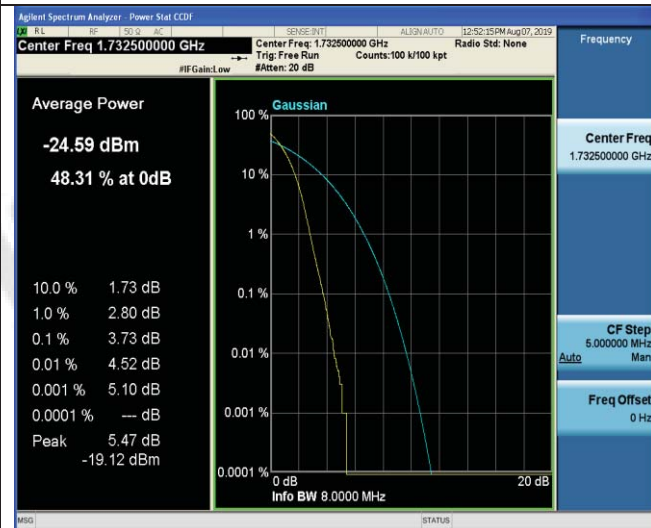 Agilent Spectrum Analyzer - Power Stat CCDF
RL RF 50 Ω AC SENSE:INT ALIGN AUTO 12:52:15 PM Aug 07, 2019
Center Freq 1.732500000 GHz
Center Freq: 1.732500000 GHz Radio Std: None
Trig: Free Run Counts:100 k/100 kpt
#IFGain:Low #Atten: 20 dB
Frequency
Average Power
-24.59 dBm
48.31 % at 0dB
10.0 % 1.73 dB
1.0 % 2.80 dB
0.1 % 3.73 dB
0.01 % 4.52 dB
0.001 % 5.10 dB
0.0001 % --- dB
Peak 5.47 dB
-19.12 dBm
Gaussian
100 %
10 %
1 %
0.1 %
0.01 %
0.001 %
0.0001 %
0 dB 20 dB
Info BW 8.0000 MHz
Center Freq
1.732500000 GHz
CF Step
5.000000 MHz
Auto Man
Freq Offset
0 Hz
MSG STATUS